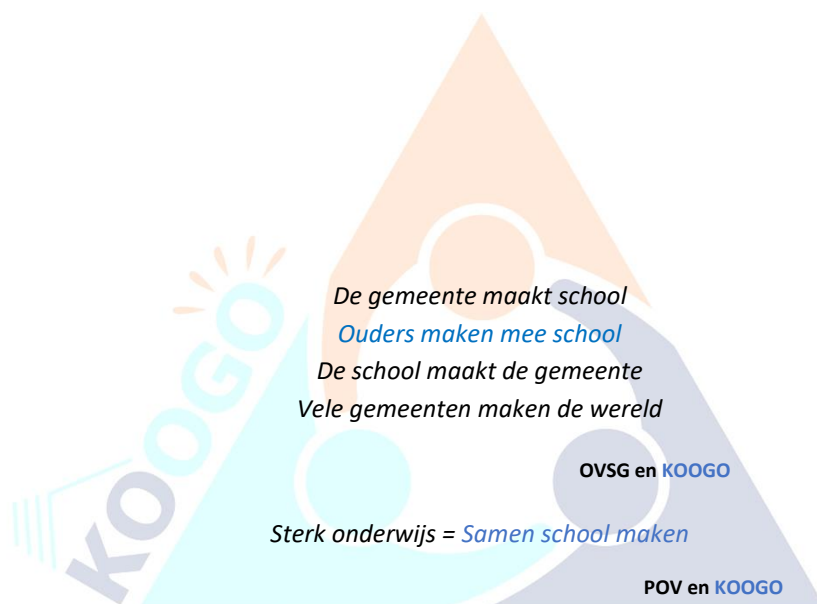 De gemeente maakt school
Ouders maken mee school
De school maakt de gemeente
Vele gemeenten maken de wereld
OVSG en KOOGO
Sterk onderwijs = Samen school maken
POV en KOOGO
KOOGO